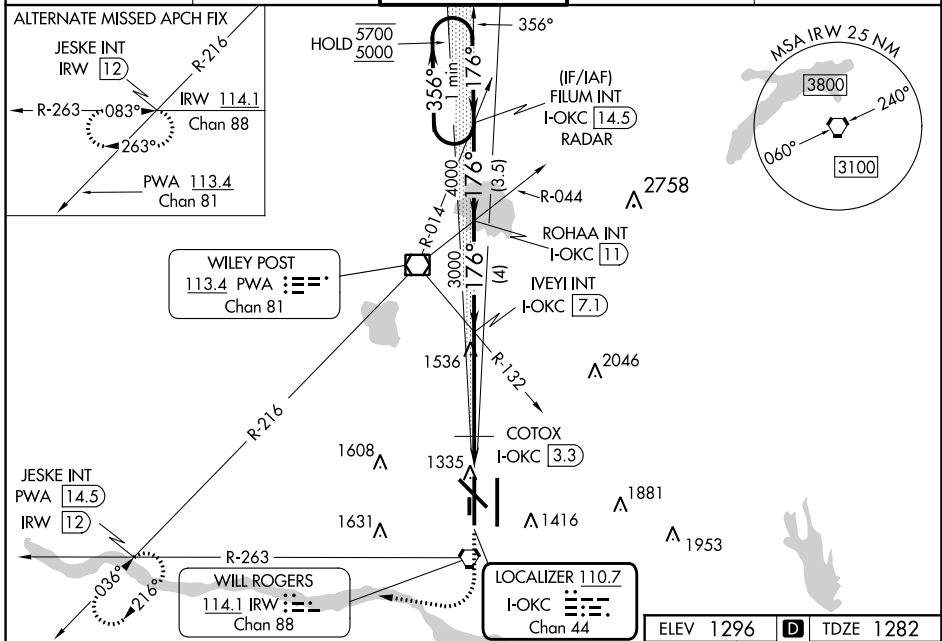 ALTERNATE MISSED APCH FIX
JESKE INT
IRW 12
R-216
R-263
083°
263°
IRW 114.1
Chan 88
PWA 113.4
Chan 81
HOLD 5700
5000
356°
356°
1 min
176°
(IF/IAF)
FILUM INT
I-OKC 14.5
RADAR
MSA IRW 25 NM
3800
240°
060°
3100
4000
176°
(3.5)
R-014
R-044
2758
ROHAA INT
I-OKC 11
WILEY POST
113.4 PWA
Chan 81
3000
176°
(4)
IVEYI INT
I-OKC 7.1
1536
R-132
2046
R-216
COTOX
I-OKC 3.3
1608
1335
JESKE INT
PWA 14.5
IRW 12
1631
1416
1881
1953
R-263
036°
216°
WILL ROGERS
114.1 IRW
Chan 88
LOCALIZER 110.7
I-OKC
Chan 44
ELEV 1296 D TDZE 1282